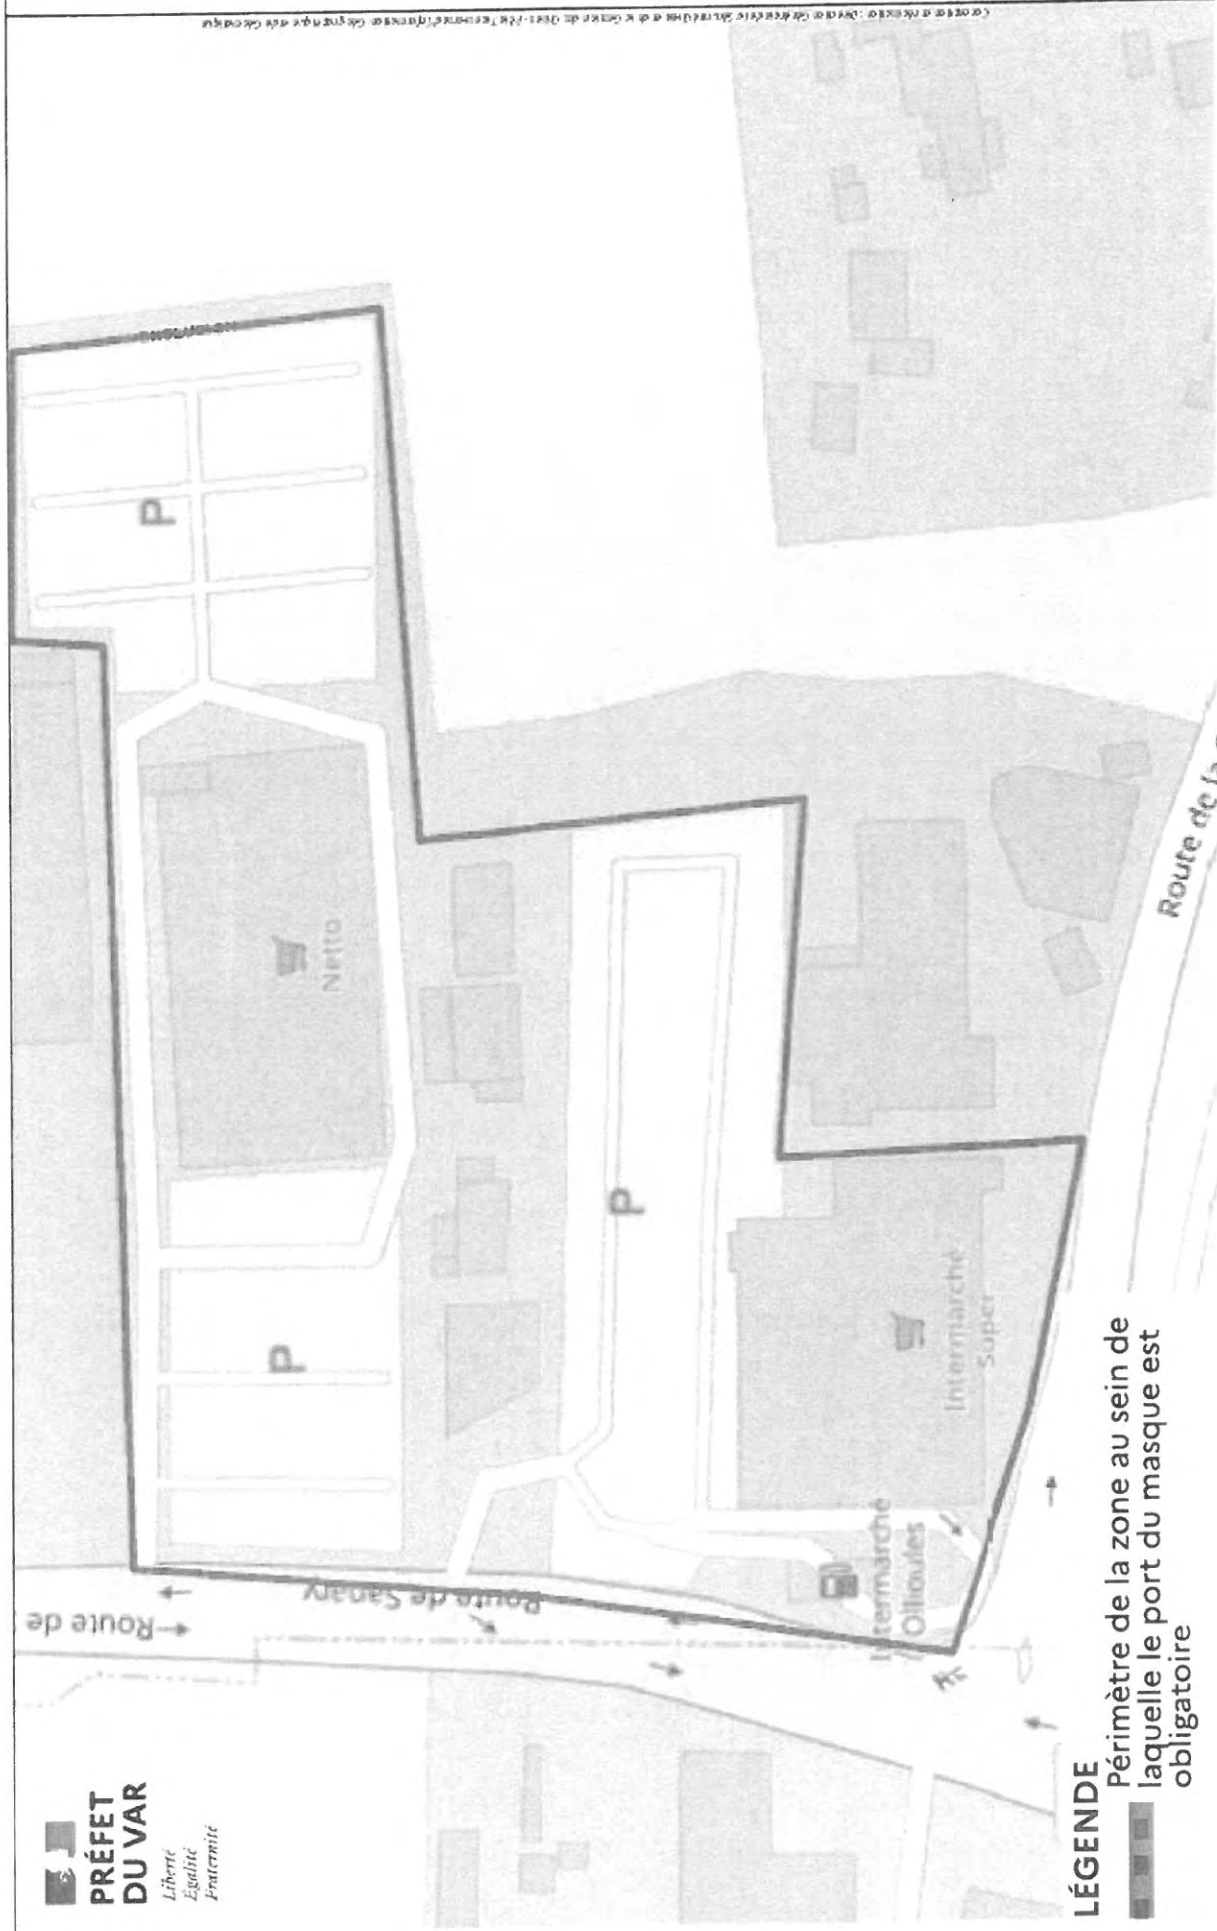 PRÉFET
DU VAR
Liberté
Égalité
Fraternité
Route de
Route de Sanary
P
Netto
P
P
Intermarché
Super
Intermarché
Ollioules
Route de la
LÉGENDE
Périmètre de la zone au sein de
laquelle le port du masque est
obligatoire